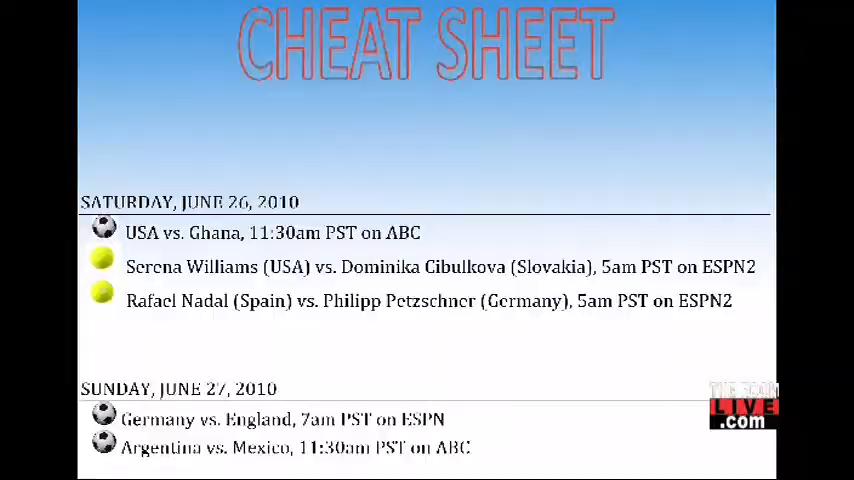 CHEAT SHEET
SATURDAY, JUNE 26, 2010
USA vs. Ghana, 11:30am PST on ABC
Serena Williams (USA) vs. Dominika Cibulkova (Slovakia), 5am PST on ESPN2
Rafael Nadal (Spain) vs. Philipp Petzschner (Germany), 5am PST on ESPN2
SUNDAY, JUNE 27, 2010
Germany vs. England, 7am PST on ESPN
Argentina vs. Mexico, 11:30am PST on ABC
THE
LIVE
.com